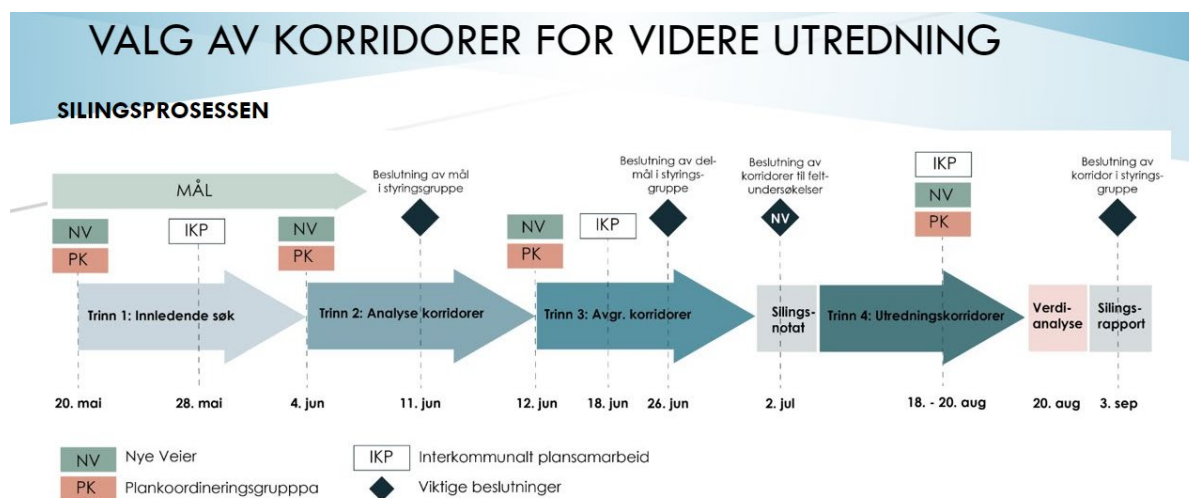 VALG AV KORRIDORER FOR VIDERE UTREDNING
SILINGSPROSESSEN
MÅL
Beslutning av mål
i styringsgruppe
Beslutning av del-
mål i styrings-
gruppe
Beslutning av
korridorer til felt-
undersøkelser
IKP
NV
PK
Beslutning av
korridor i styrings-
gruppe
NV
PK
IKP
NV
PK
NV
PK
IKP
NV
Trinn 1: Innledende søk
Trinn 2: Analyse korridorer
Trinn 3: Avgr. korridorer
Silings-
notat
Trinn 4: Utredningskorridorer
Verdi-
analyse
Silings-
rapport
20. mai
28. mai
4. jun
11. jun
12. jun
18. jun
26. jun
2. jul
18. - 20. aug
20. aug
3. sep
NV
Nye Veier
IKP
Interkommunalt plansamarbeid
PK
Plankoordineringsgrupppa
Viktige beslutninger